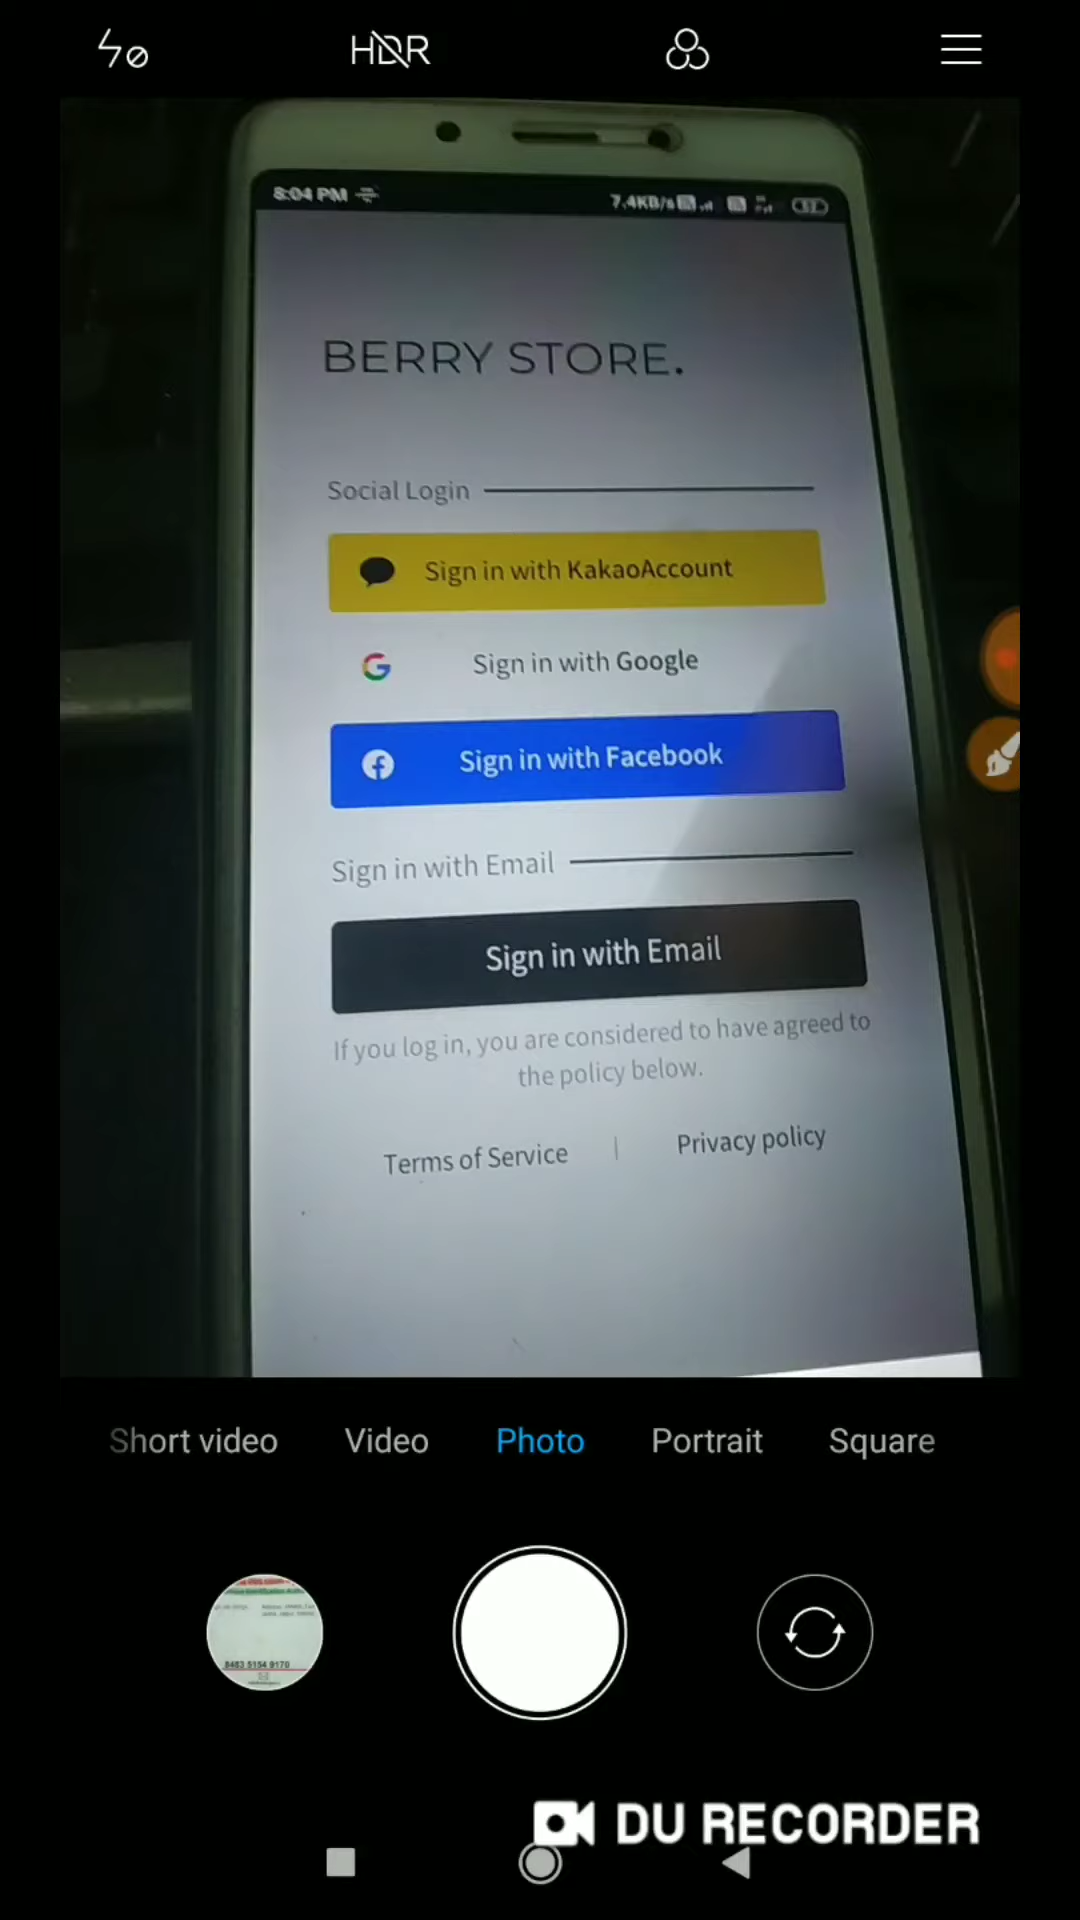 HDR
8:04 PM
7.4KB/s
BERRY STORE.
Social Login
Sign in with KakaoAccount
Sign in with Google
Sign in with Facebook
Sign in with Email
Sign in with Email
If you log in, you are considered to have agreed to
the policy below.
Terms of Service | Privacy policy
Short video Video Photo Portrait Square
8483 5154 9170
DU RECORDER